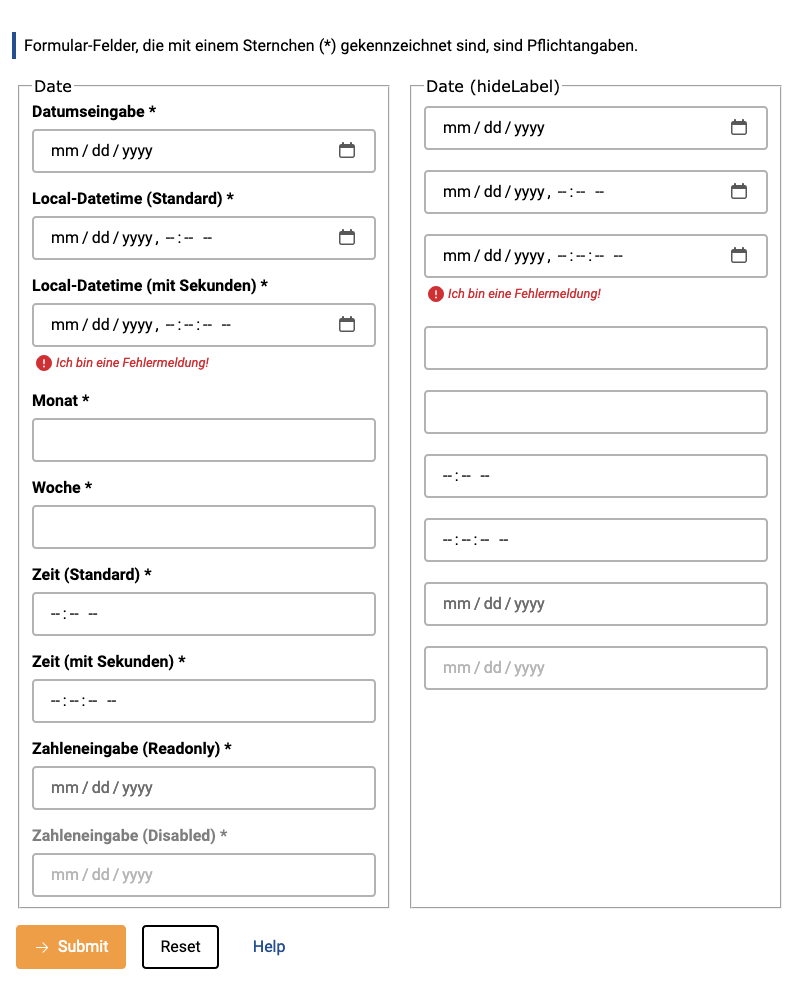 Formular-Felder, die mit einem Sternchen (*) gekennzeichnet sind, sind Pflichtangaben.
Date
Datumseingabe *
mm/dd/yyyy
Local-Datetime (Standard) *
mm/dd/yyyy, --:-- --
Local-Datetime (mit Sekunden) *
mm/dd/yyyy, --:--:-- --
Ich bin eine Fehlermeldung!
Monat *
Woche *
Zeit (Standard) *
--:-- --
Zeit (mit Sekunden) *
--:--:-- --
Zahleneingabe (Readonly) *
mm/dd/yyyy
Zahleneingabe (Disabled) *
mm/dd/yyyy
Date (hideLabel)
mm/dd/yyyy
mm/dd/yyyy, --:-- --
mm/dd/yyyy, --:--:-- --
Ich bin eine Fehlermeldung!
--:-- --
--:--:-- --
mm/dd/yyyy
mm/dd/yyyy
→ Submit
Reset
Help